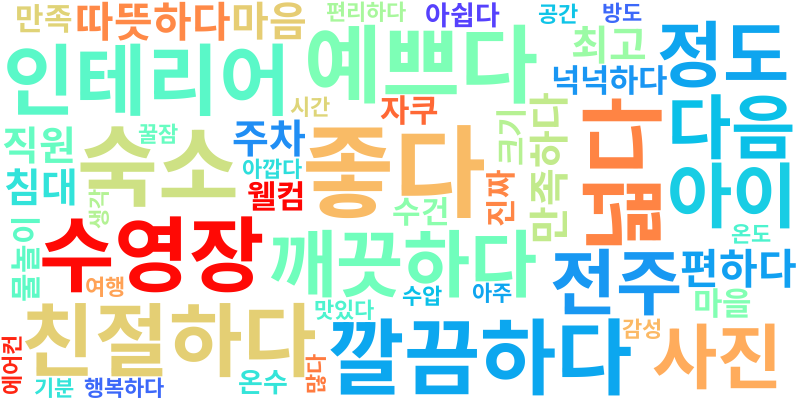 만족
따뜻하다
마음
편리하다
아쉽다
공간
방도
인테리어
예쁘다
최고
정도
넉넉하다
시간
자쿠
직원
꿀잠
주차
크기
만족하다
넓다
다음
숙소
좋다
침대
아깝다
웰컴
진짜
아이
생각
수건
물놀이
수영장
깨끗하다
온도
전주
편하다
여행
수압
아주
마을
맛있다
친절하다
깔끔하다
감성
사진
에어컨
기분
행복하다
온수
많다